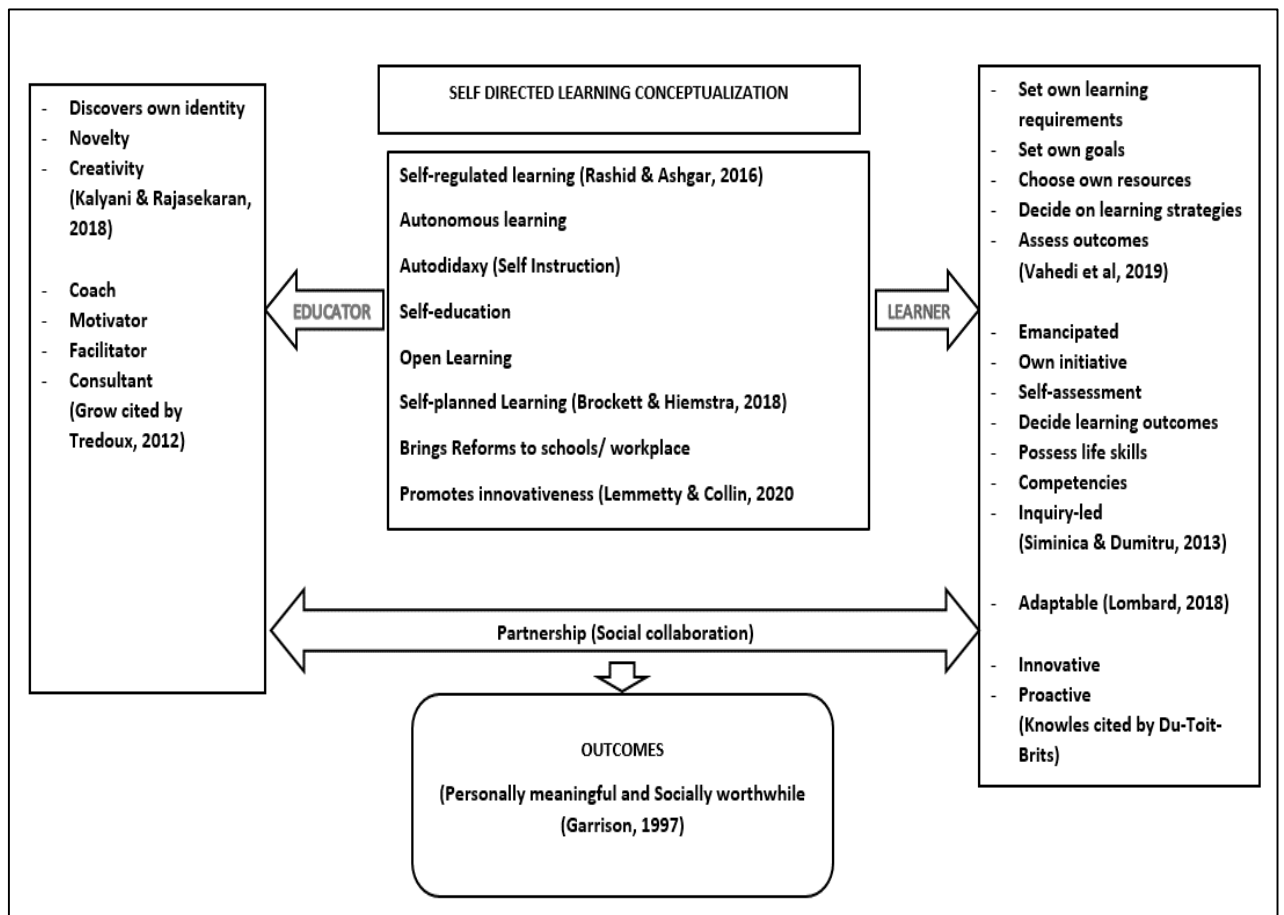 SELF DIRECTED LEARNING CONCEPTUALIZATION
- Discovers own identity
- Novelty
- Creativity
(Kalyani & Rajasekaran,
2018)
- Coach
- Motivator
- Facilitator
- Consultant
(Grow cited by
Tredoux, 2012)
EDUCATOR
Self-regulated learning (Rashid & Ashgar, 2016)
Autonomous learning
Autodidaxy (Self Instruction)
Self-education
Open Learning
Self-planned Learning (Brockett & Hiemstra, 2018)
Brings Reforms to schools/ workplace
Promotes innovativeness (Lemmetty & Collin, 2020
LEARNER
- Set own learning
requirements
- Set own goals
- Choose own resources
- Decide on learning strategies
- Assess outcomes
(Vahedi et al, 2019)
- Emancipated
- Own initiative
- Self-assessment
- Decide learning outcomes
- Possess life skills
- Competencies
- Inquiry-led
(Siminica & Dumitru, 2013)
- Adaptable (Lombard, 2018)
- Innovative
- Proactive
(Knowles cited by Du-Toit-
Brits)
Partnership (Social collaboration)
OUTCOMES
(Personally meaningful and Socially worthwhile
(Garrison, 1997)